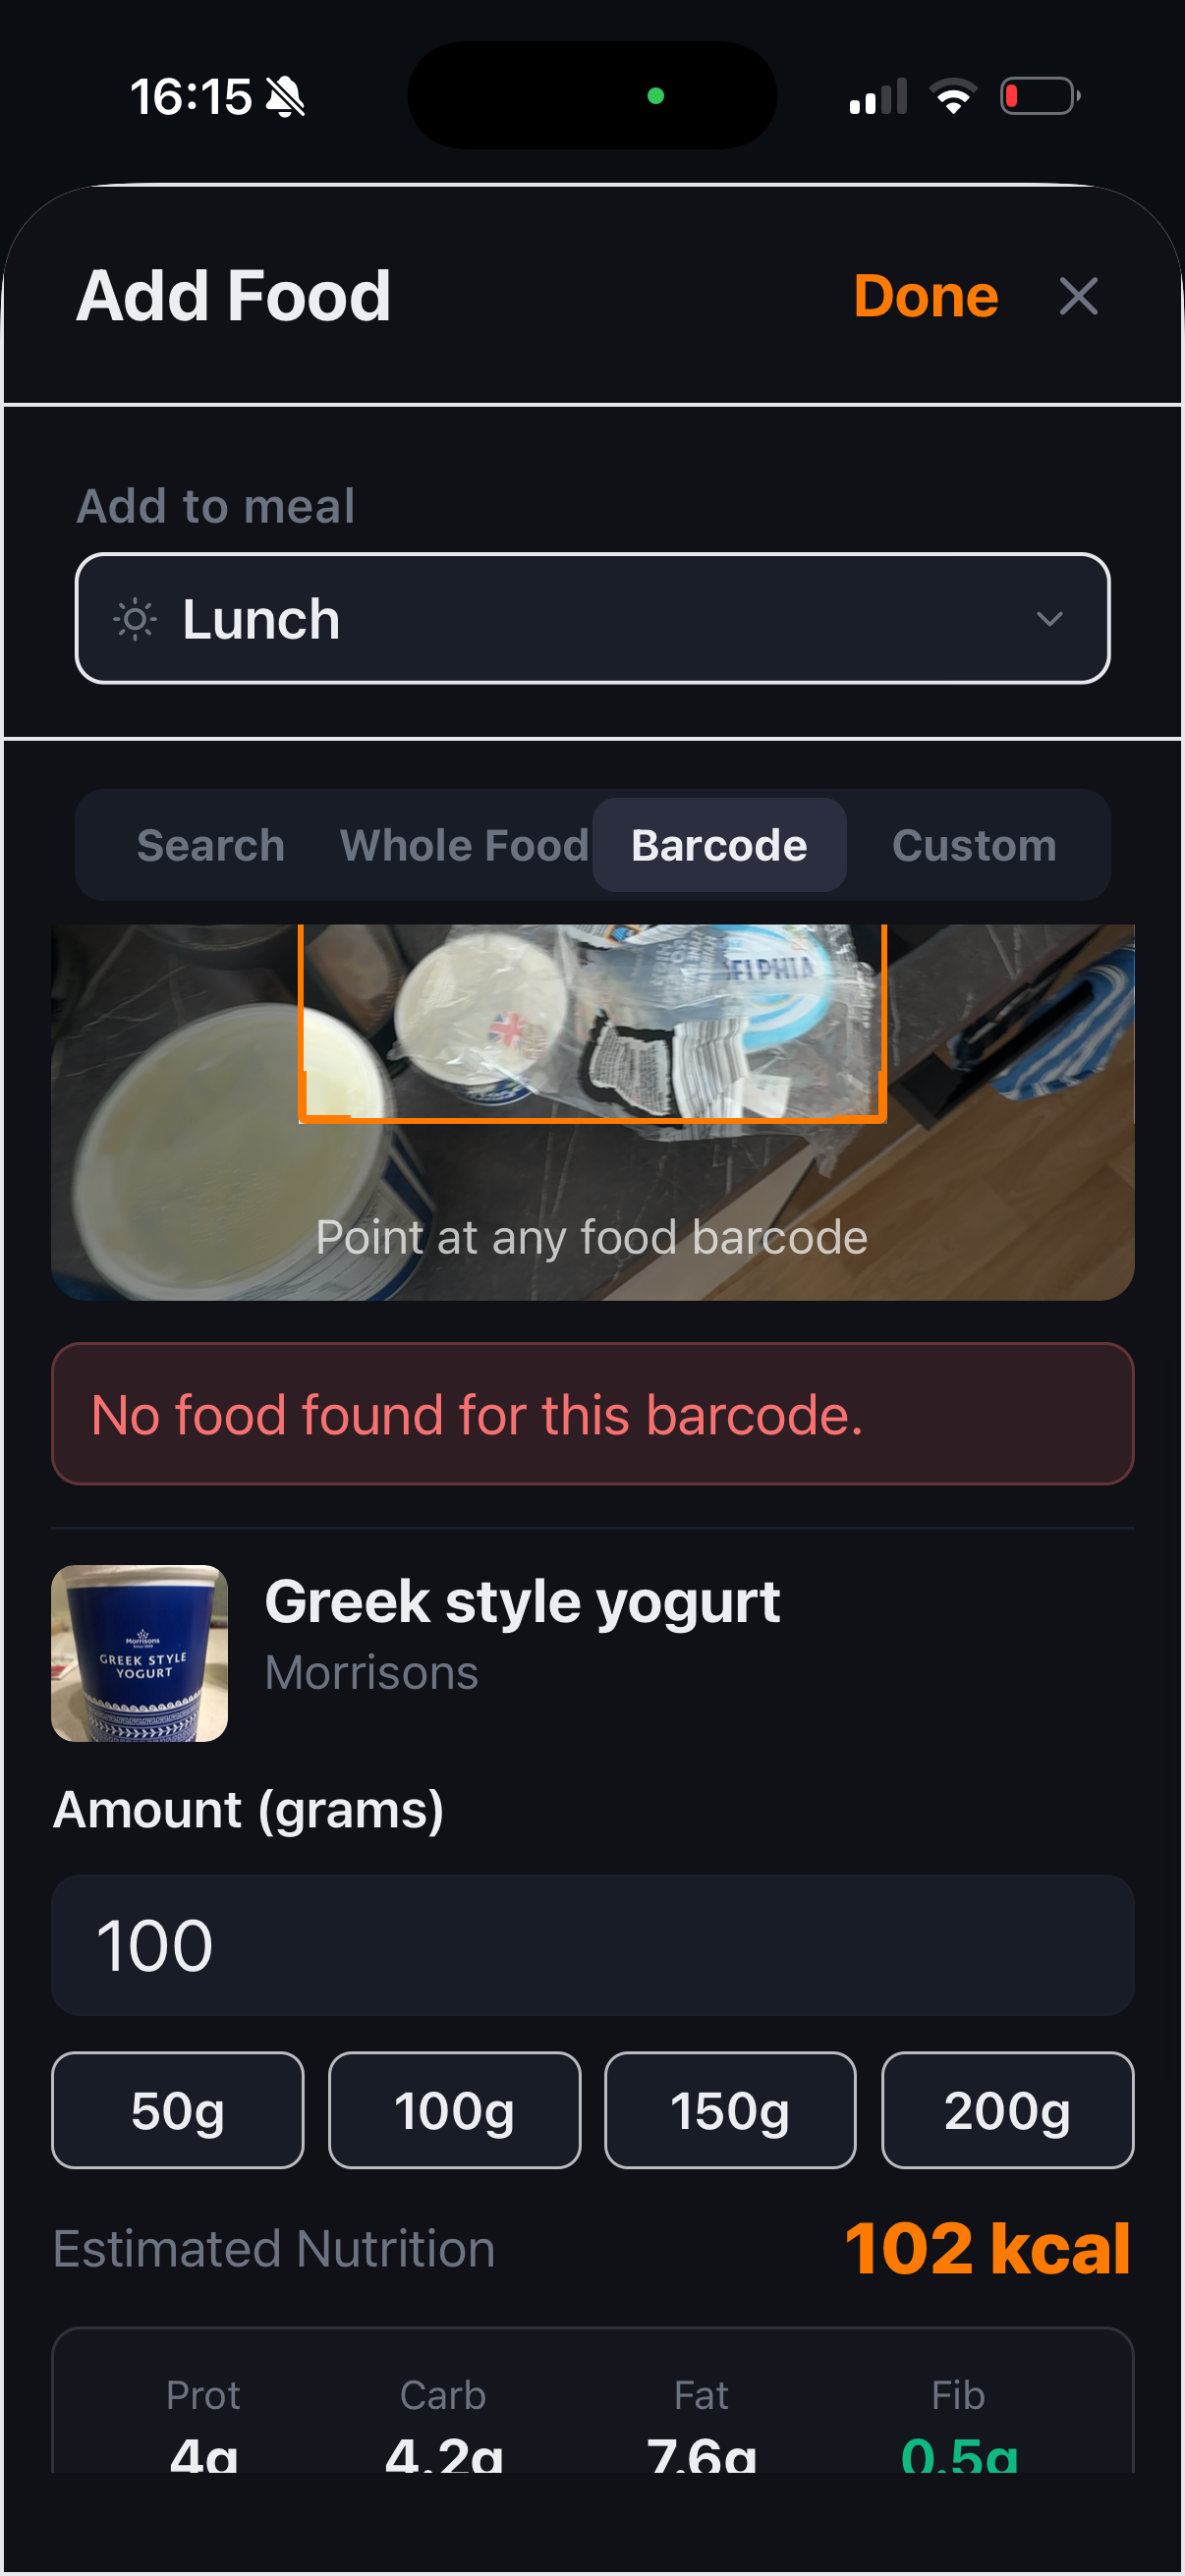 16:15
Add Food Done
Add to meal
Lunch
Search Whole Food Barcode Custom
ELPHIA
Point at any food barcode
No food found for this barcode.
Greek style yogurt
Morrisons
Morrisons
GREEK STYLE
YOGURT
Amount (grams)
100
50g 100g 150g 200g
Estimated Nutrition 102 kcal
Prot Carb Fat Fib
4g 4.2g 7.6g 0.5g